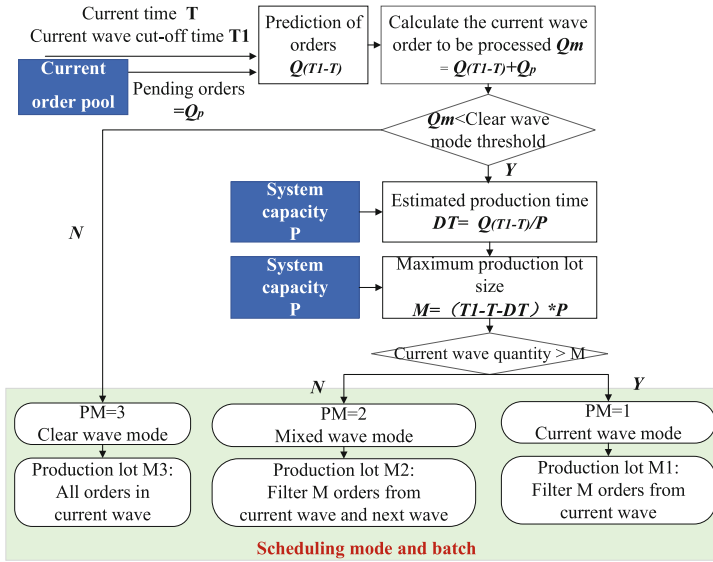 Current time T
Current wave cut-off time T1
Current
order pool
Pending orders
=Qp
Prediction of
orders
Q(T1-T)
Calculate the current wave
order to be processed Qm
= Q(T1-T)+Qp
Qm<Clear wave
mode threshold
N
Y
System
capacity
P
Estimated production time
DT= Q(T1-T)/P
System
capacity
P
Maximum production lot
size
M=（T1-T-DT）*P
Current wave quantity > M
N
Y
PM=3
Clear wave mode
PM=2
Mixed wave mode
PM=1
Current wave mode
Production lot M3:
All orders in
current wave
Production lot M2:
Filter M orders from
current wave and next wave
Production lot M1:
Filter M orders from
current wave
Scheduling mode and batch